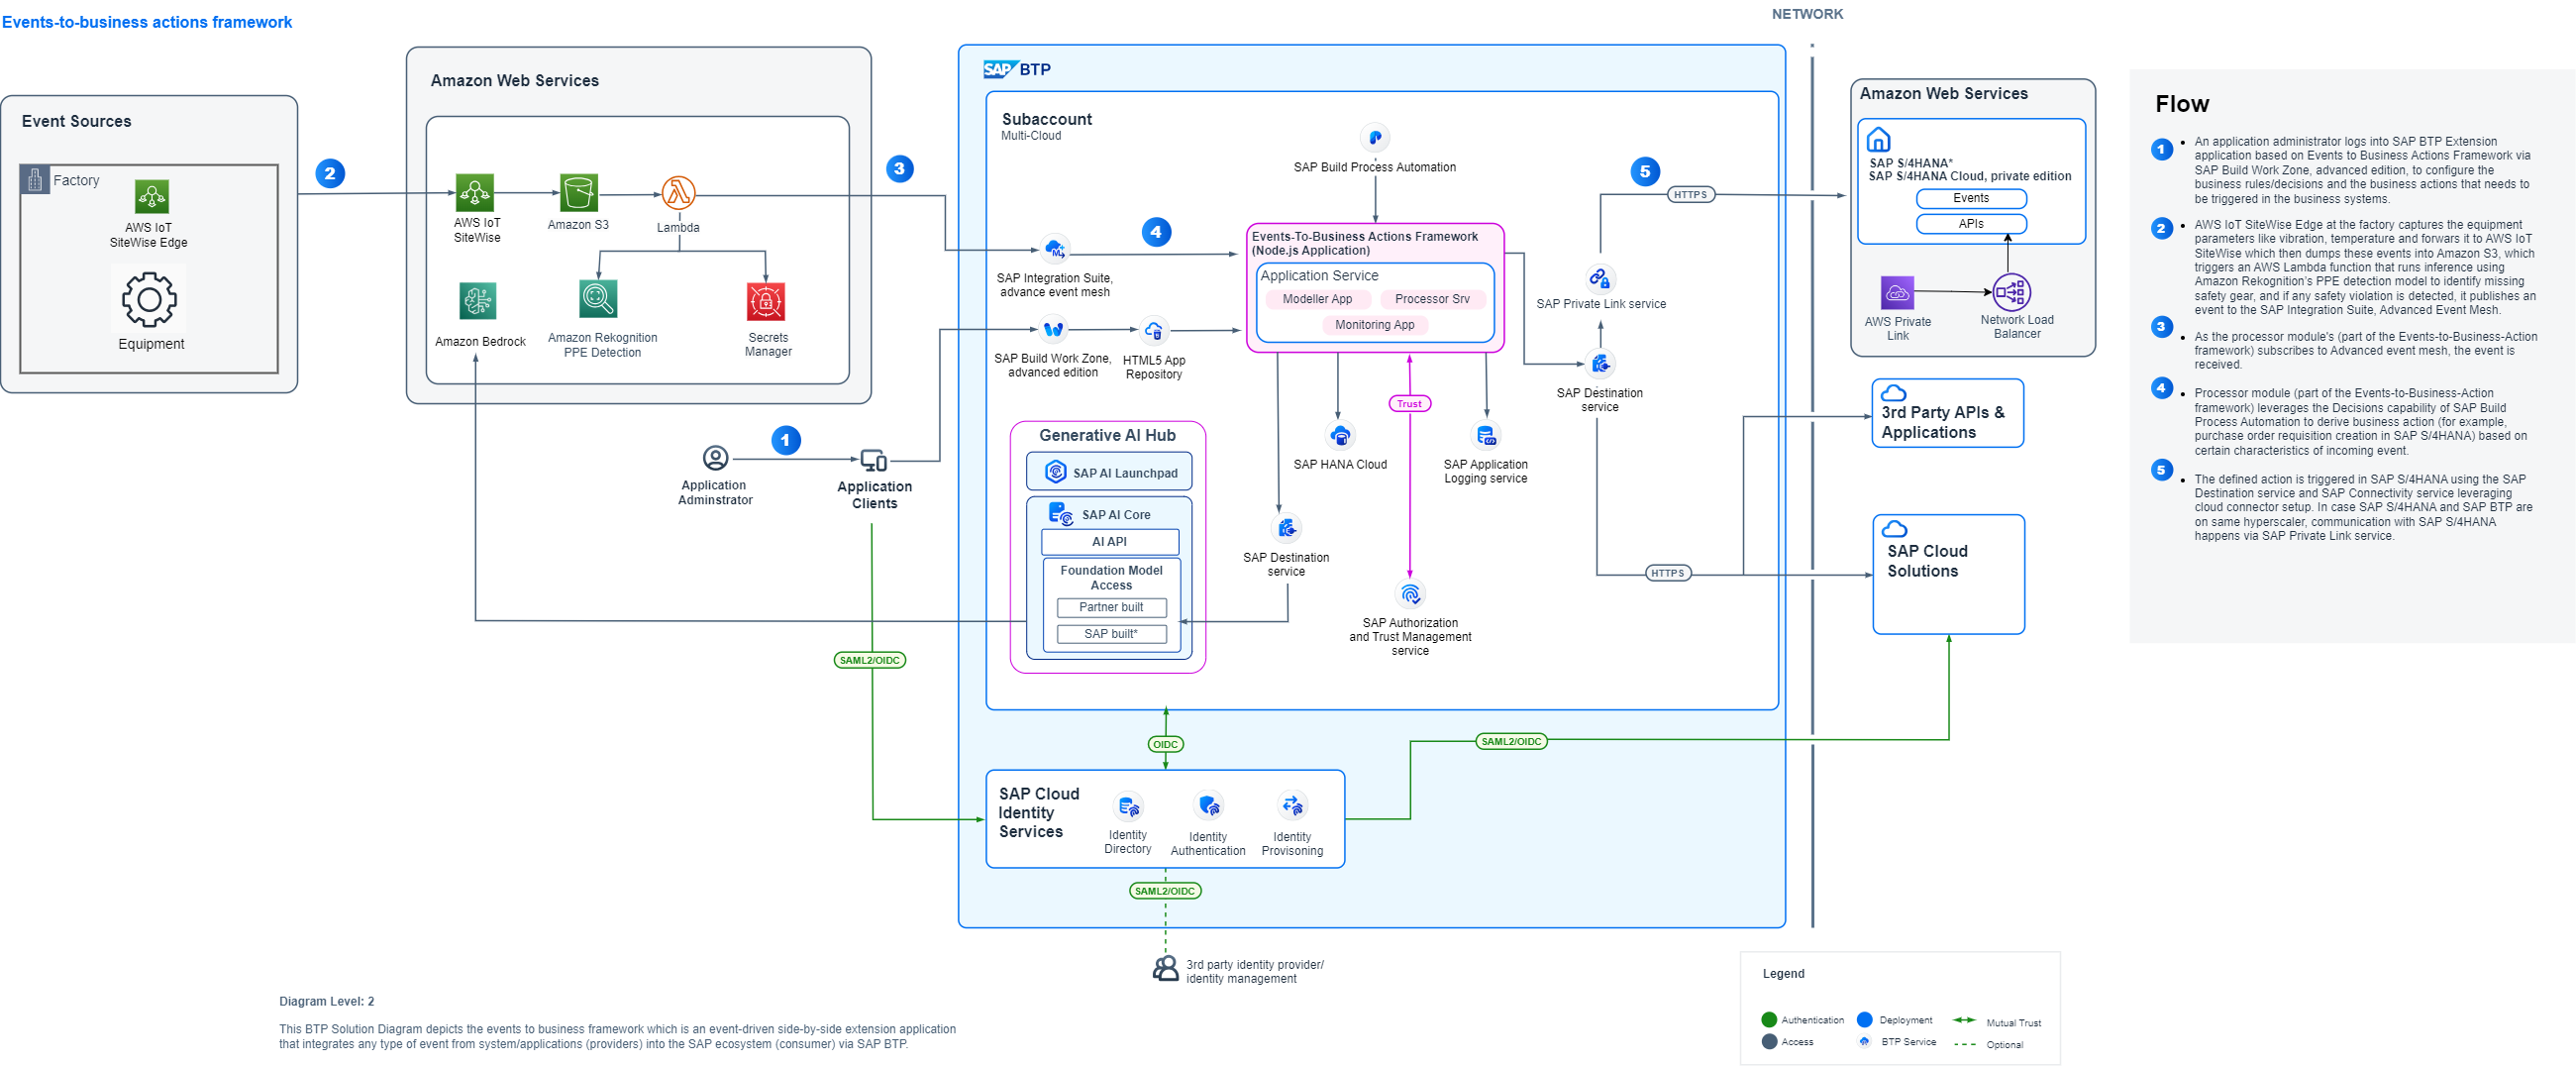 Events-to-business actions framework
NETWORK
Event Sources
Factory
AWS IoT
SiteWise Edge
Equipment
2
Amazon Web Services
AWS IoT
SiteWise
Amazon S3
Lambda
Amazon Bedrock
Amazon Rekognition
PPE Detection
Secrets
Manager
3
1
Application
Adminstrator
Application
Clients
SAML2/OIDC
SAP BTP
Subaccount
Multi-Cloud
SAP Build Process Automation
4
SAP Integration Suite,
advance event mesh
SAP Build Work Zone,
advanced edition
HTML5 App
Repository
Events-To-Business Actions Framework
(Node.js Application)
Application Service
Modeller App
Processor Srv
Monitoring App
5
HTTPS
SAP Private Link service
SAP Destination
service
Trust
SAP HANA Cloud
SAP Application
Logging service
SAP Destination
service
SAP Authorization
and Trust Management
service
HTTPS
Generative AI Hub
SAP AI Launchpad
SAP AI Core
AI API
Foundation Model
Access
Partner built
SAP built*
OIDC
SAML2/OIDC
SAP Cloud
Identity
Services
Identity
Directory
Identity
Authentication
Identity
Provisoning
SAML2/OIDC
3rd party identity provider/
identity management
Amazon Web Services
SAP S/4HANA*
SAP S/4HANA Cloud, private edition
Events
APIs
AWS Private
Link
Network Load
Balancer
3rd Party APIs &
Applications
SAP Cloud
Solutions
Flow
1
• An application administrator logs into SAP BTP Extension
application based on Events to Business Actions Framework via
SAP Build Work Zone, advanced edition, to configure the
business rules/decisions and the business actions that needs to
be triggered in the business systems.
2
• AWS IoT SiteWise Edge at the factory captures the equipment
parameters like vibration, temperature and forwars it to AWS IoT
SiteWise which then dumps these events into Amazon S3, which
triggers an AWS Lambda function that runs inference using
Amazon Rekognition's PPE detection model to identify missing
safety gear, and if any safety violation is detected, it publishes an
event to the SAP Integration Suite, Advanced Event Mesh.
3
• As the processor module's (part of the Events-to-Business-Action
framework) subscribes to Advanced event mesh, the event is
received.
4
• Processor module (part of the Events-to-Business-Action
framework) leverages the Decisions capability of SAP Build
Process Automation to derive business action (for example,
purchase order requisition creation in SAP S/4HANA) based on
certain characteristics of incoming event.
5
• The defined action is triggered in SAP S/4HANA using the SAP
Destination service and SAP Connectivity service leveraging
cloud connector setup. In case SAP S/4HANA and SAP BTP are
on same hyperscaler, communication with SAP S/4HANA
happens via SAP Private Link service.
Diagram Level: 2
This BTP Solution Diagram depicts the events to business framework which is an event-driven side-by-side extension application
that integrates any type of event from system/applications (providers) into the SAP ecosystem (consumer) via SAP BTP.
Legend
Authentication
Deployment
Mutual Trust
Access
BTP Service
Optional